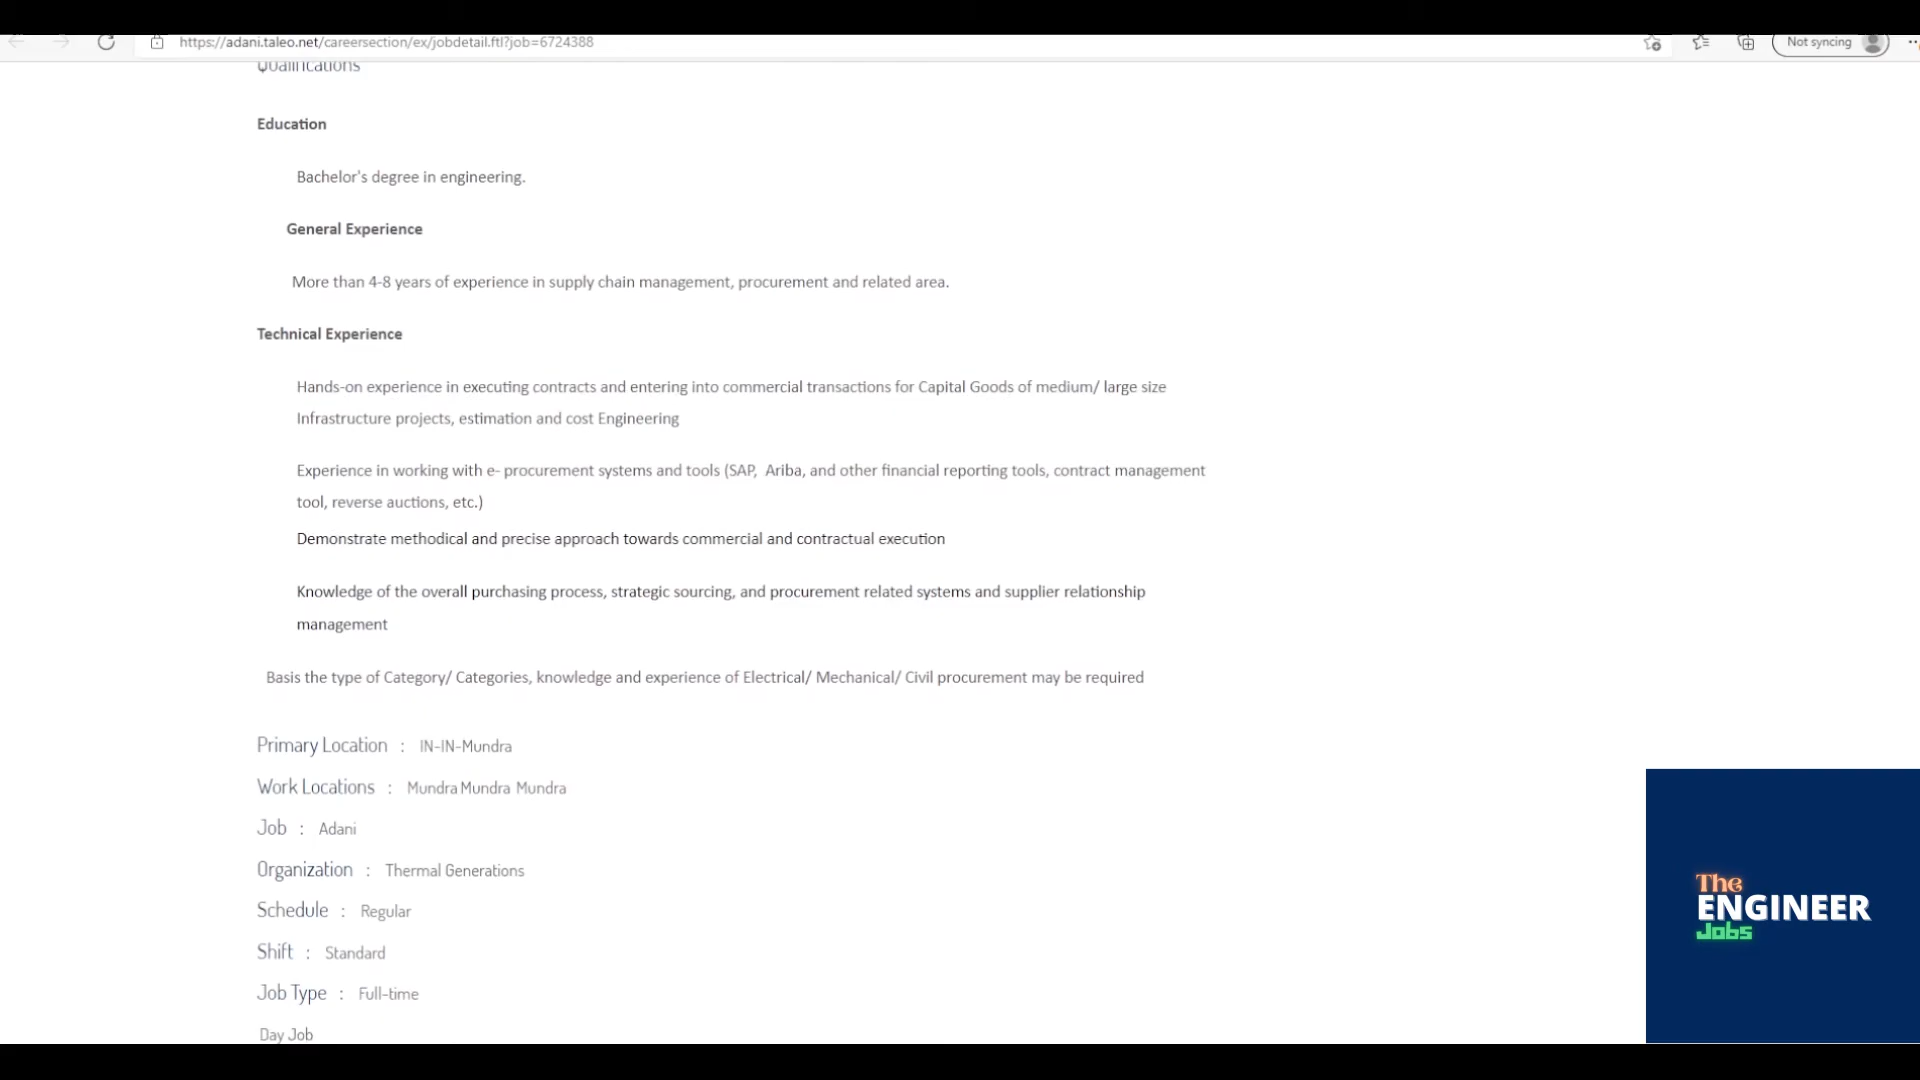 https://adani.taleo.net/careersection/ex/jobdetail.ftl?job=6724388
Not syncing
Qualifications
Education
Bachelor's degree in engineering.
General Experience
More than 4-8 years of experience in supply chain management, procurement and related area.
Technical Experience
Hands-on experience in executing contracts and entering into commercial transactions for Capital Goods of medium/ large size
Infrastructure projects, estimation and cost Engineering
Experience in working with e- procurement systems and tools (SAP,  Ariba, and other financial reporting tools, contract management
tool, reverse auctions, etc.)
Demonstrate methodical and precise approach towards commercial and contractual execution
Knowledge of the overall purchasing process, strategic sourcing, and procurement related systems and supplier relationship
management
Basis the type of Category/ Categories, knowledge and experience of Electrical/ Mechanical/ Civil procurement may be required
Primary Location : IN-IN-Mundra
Work Locations : Mundra Mundra Mundra
Job : Adani
Organization : Thermal Generations
Schedule : Regular
Shift : Standard
Job Type : Full-time
Day Job
The
ENGINEER
Jobs